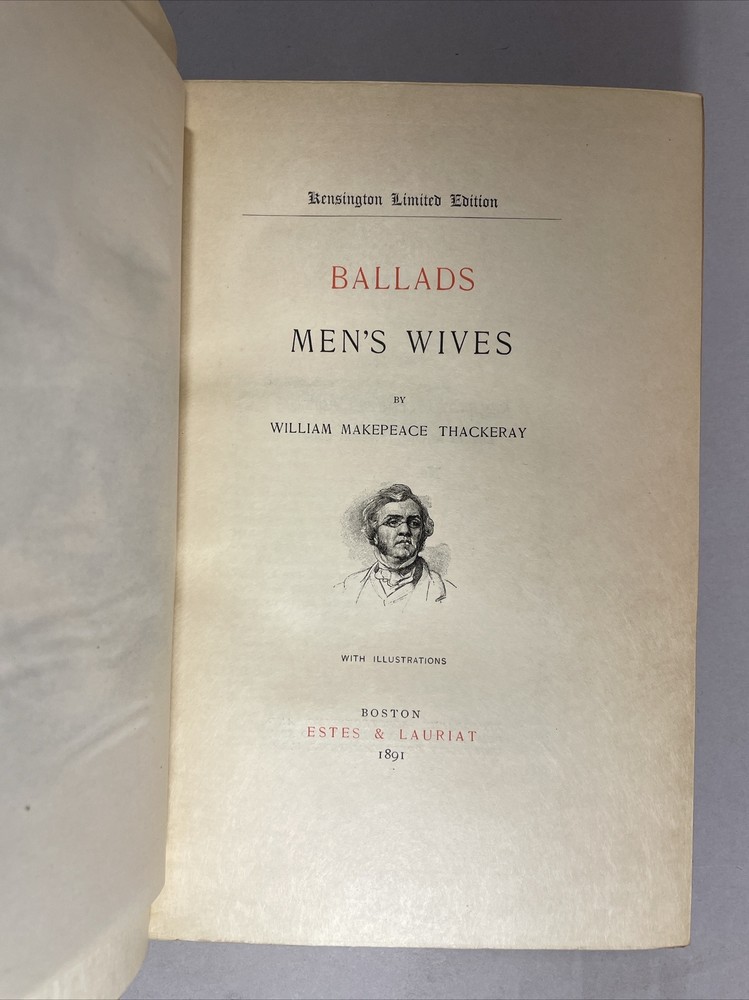 Kensington Limited Edition
BALLADS
MEN'S WIVES
BY
WILLIAM MAKEPEACE THACKERAY
WITH ILLUSTRATIONS
BOSTON
ESTES & LAURIAT
1891